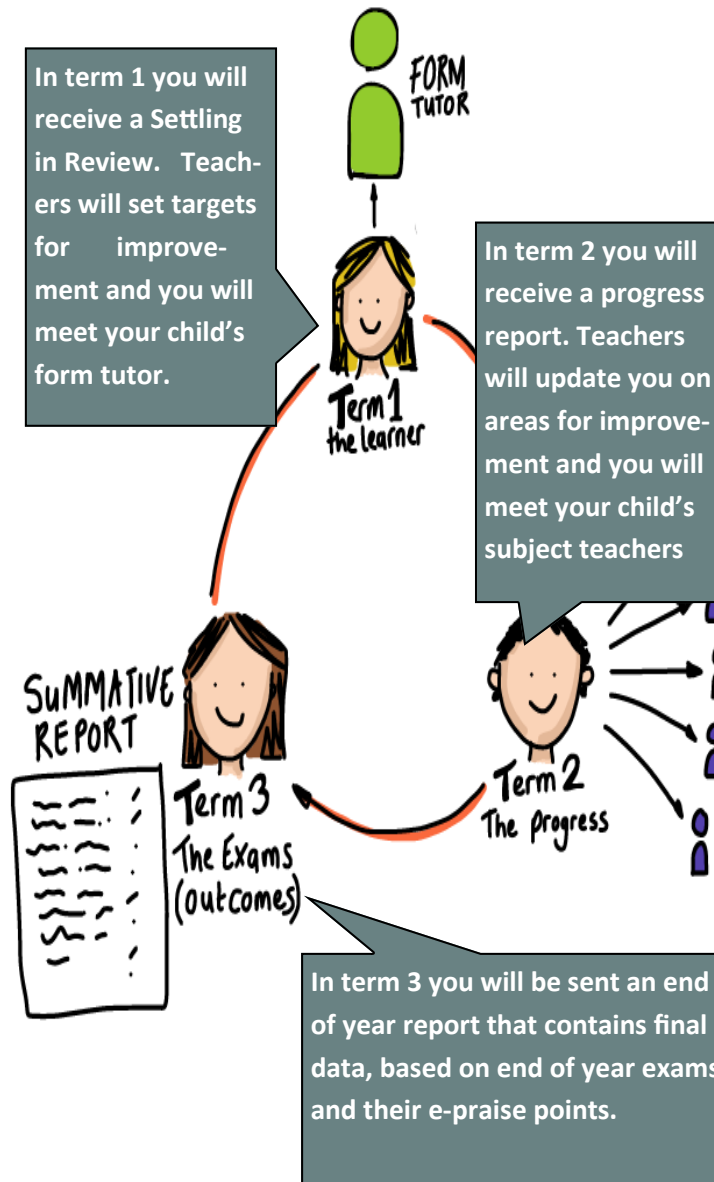 In term 1 you will
receive a Settling
in Review. Teach-
ers will set targets
for improve-
ment and you will
meet your child's
form tutor.
FORM
TUTOR
Term 1
the learner
In term 2 you will
receive a progress
report. Teachers
will update you on
areas for improve-
ment and you will
meet your child's
subject teachers
SUMMATIVE
REPORT
Term 3
The Exams
(outcomes)
Term 2
The progress
In term 3 you will be sent an end
of year report that contains final
data, based on end of year exams
and their e-praise points.